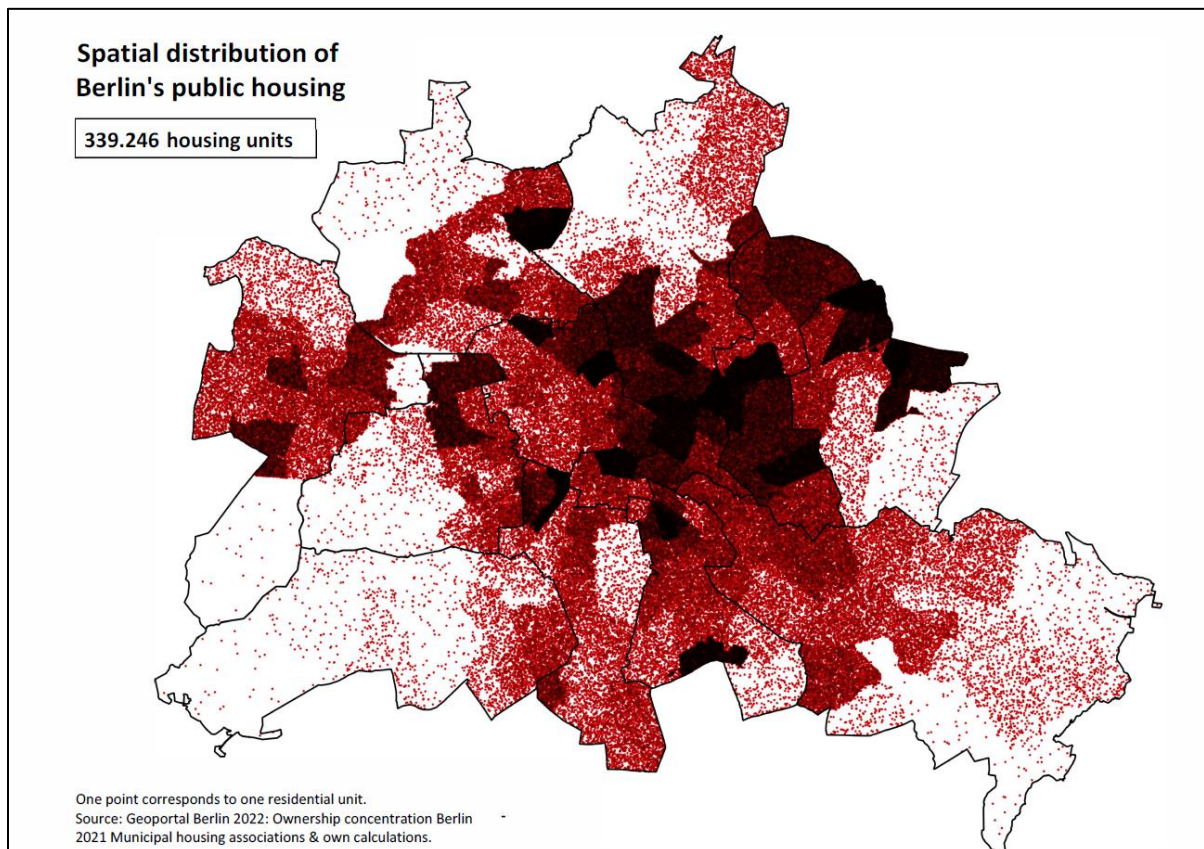 Spatial distribution of
Berlin's public housing
339.246 housing units
One point corresponds to one residential unit.
Source: Geoportal Berlin 2022: Ownership concentration Berlin -
2021 Municipal housing associations & own calculations.